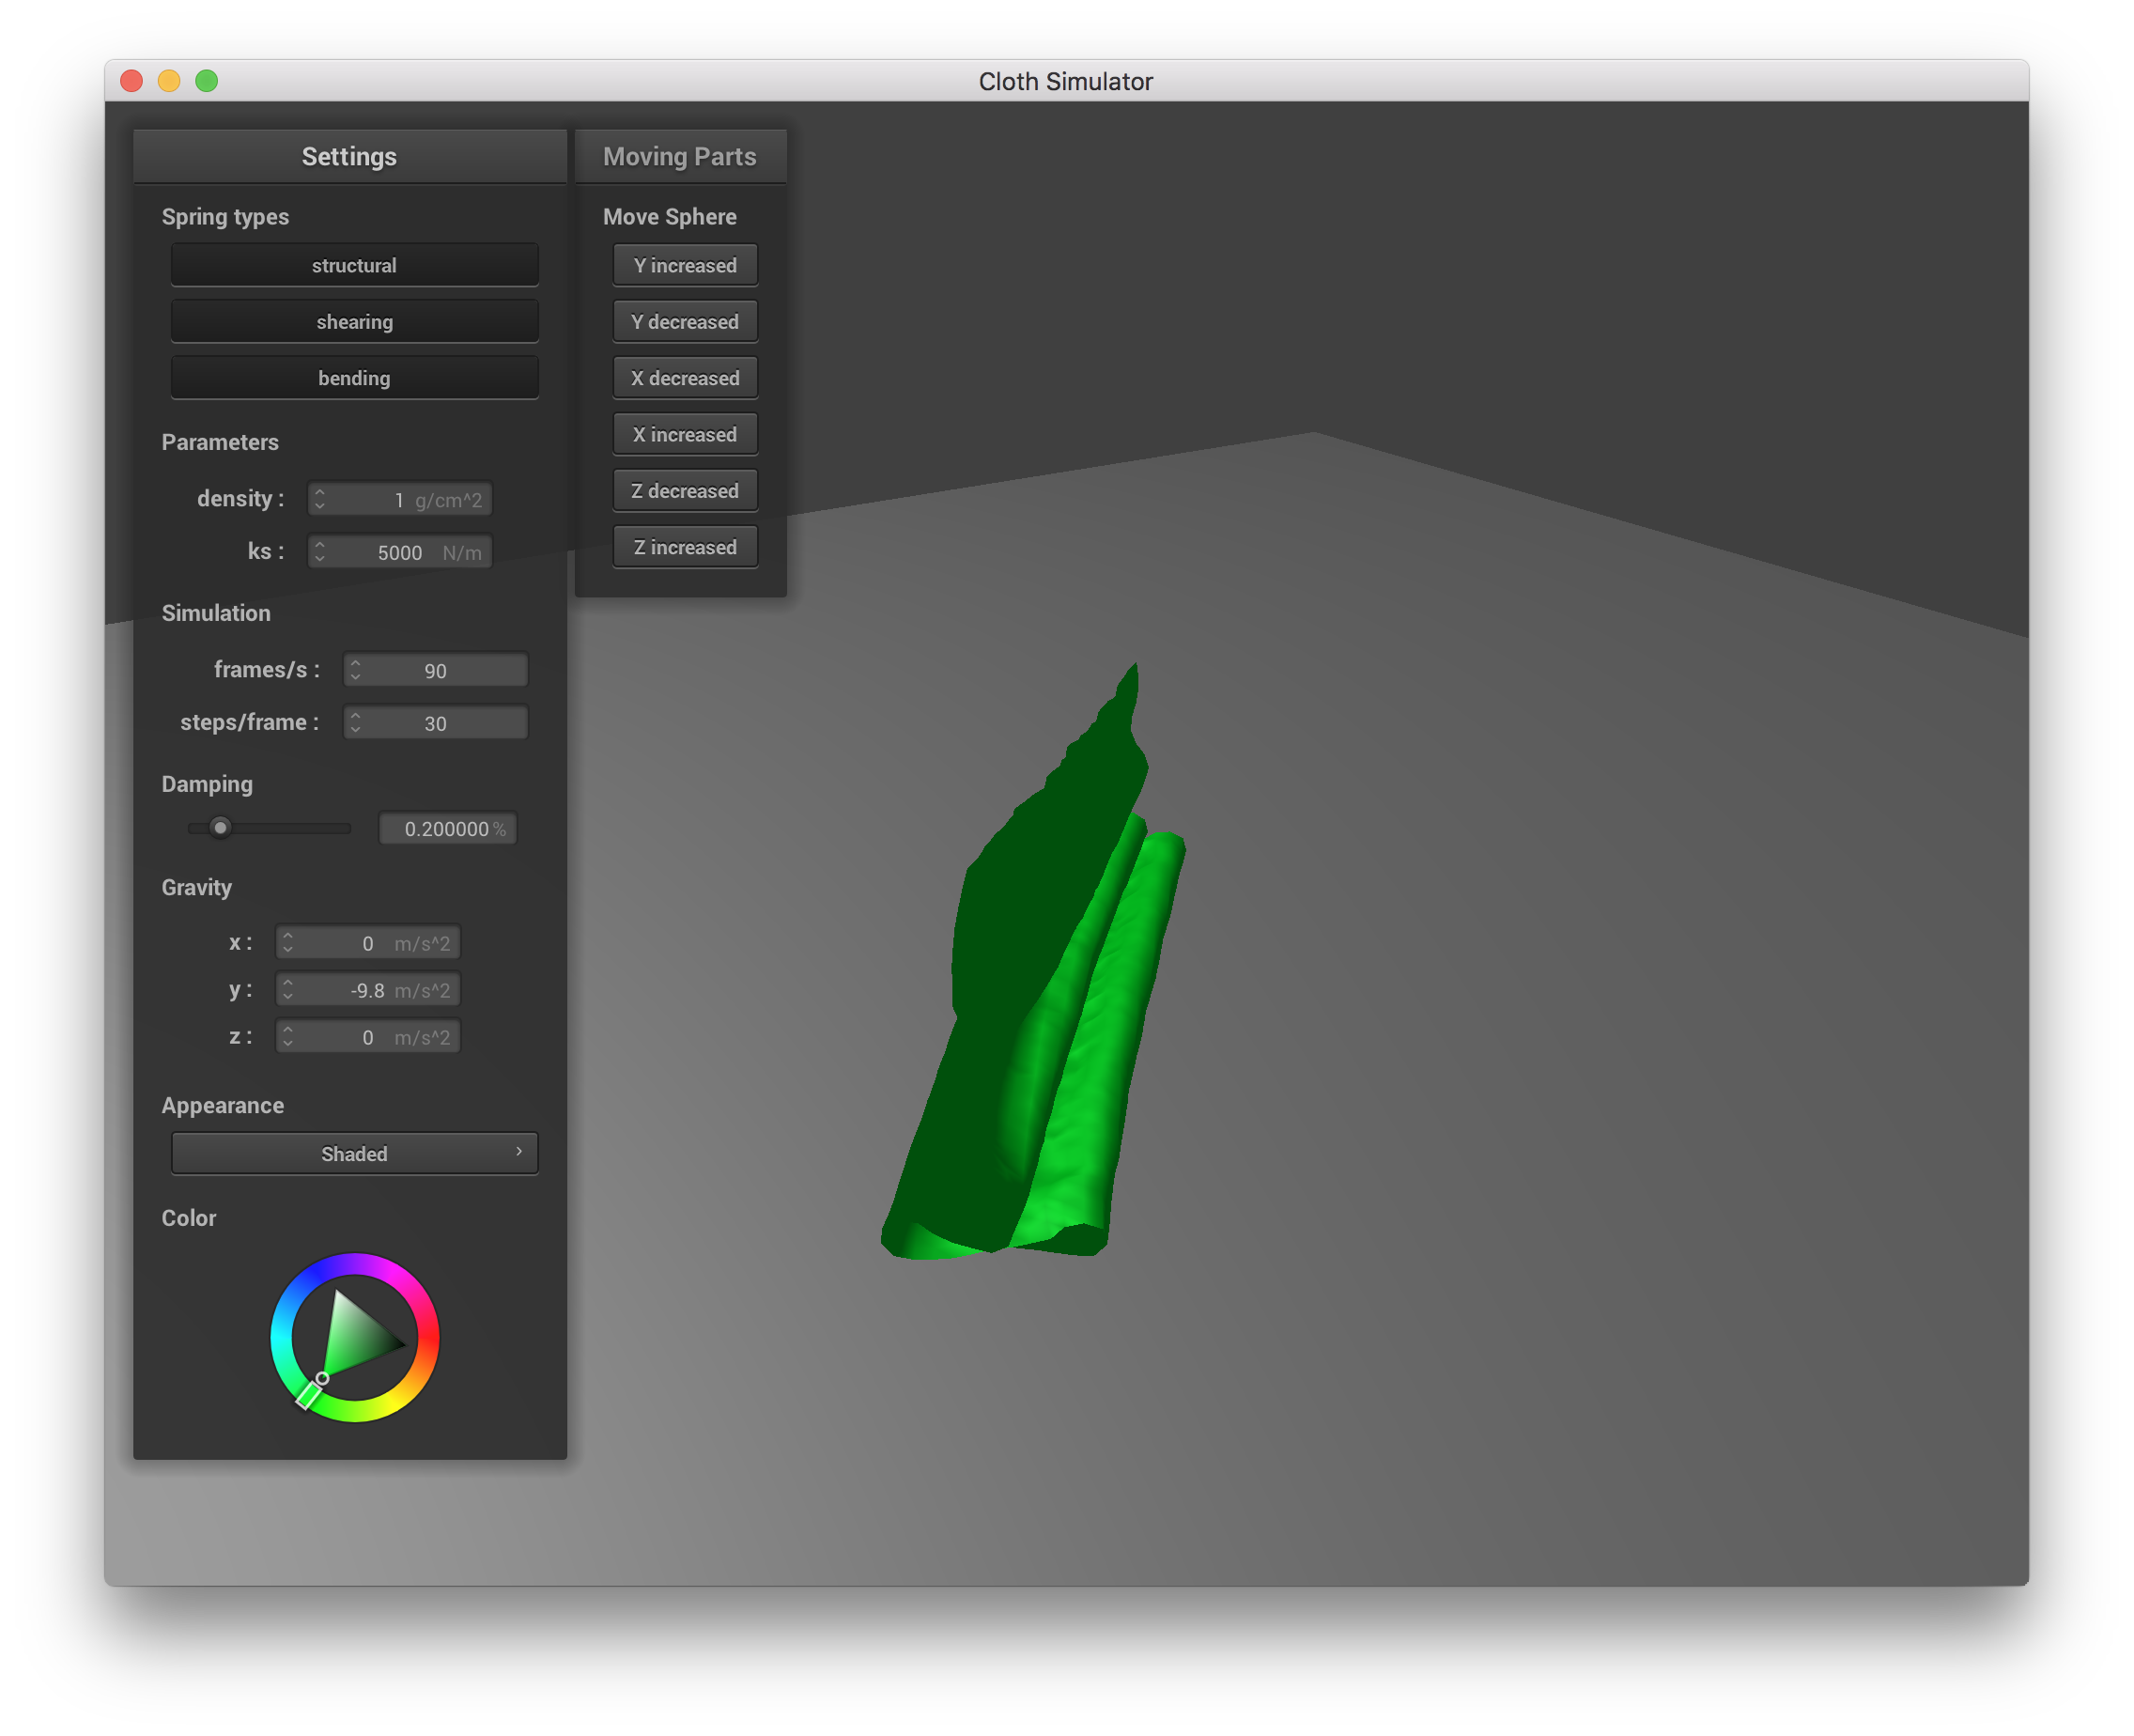 Cloth Simulator
Settings
Spring types
structural
shearing
bending
Parameters
density : 1 g/cm^2
ks : 5000 N/m
Simulation
frames/s : 90
steps/frame : 30
Damping
0.200000 %
Gravity
x : 0 m/s^2
y : -9.8 m/s^2
z : 0 m/s^2
Appearance
Shaded
Color
Moving Parts
Move Sphere
Y increased
Y decreased
X decreased
X increased
Z decreased
Z increased